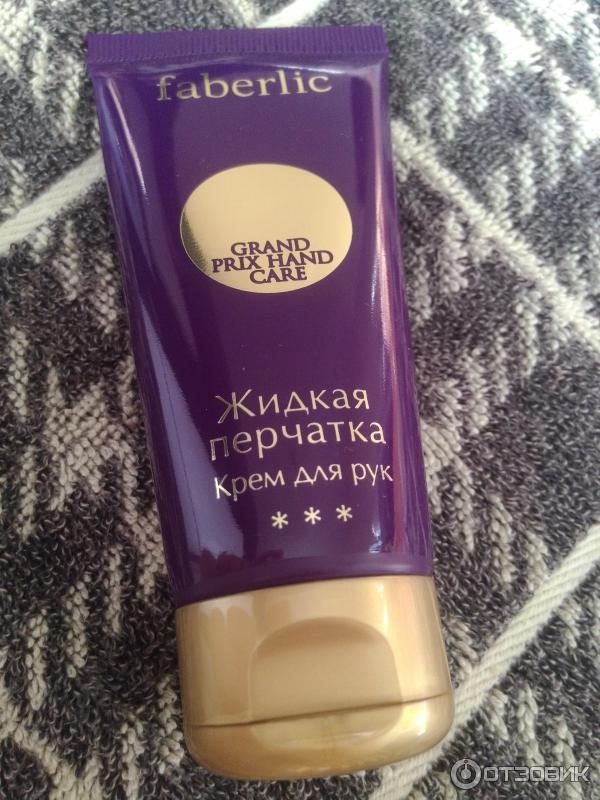 faberlic
GRAND
PRIX HAND
CARE
Жидкая
перчатка
Крем для рук
* * *
ОТЗОВИК